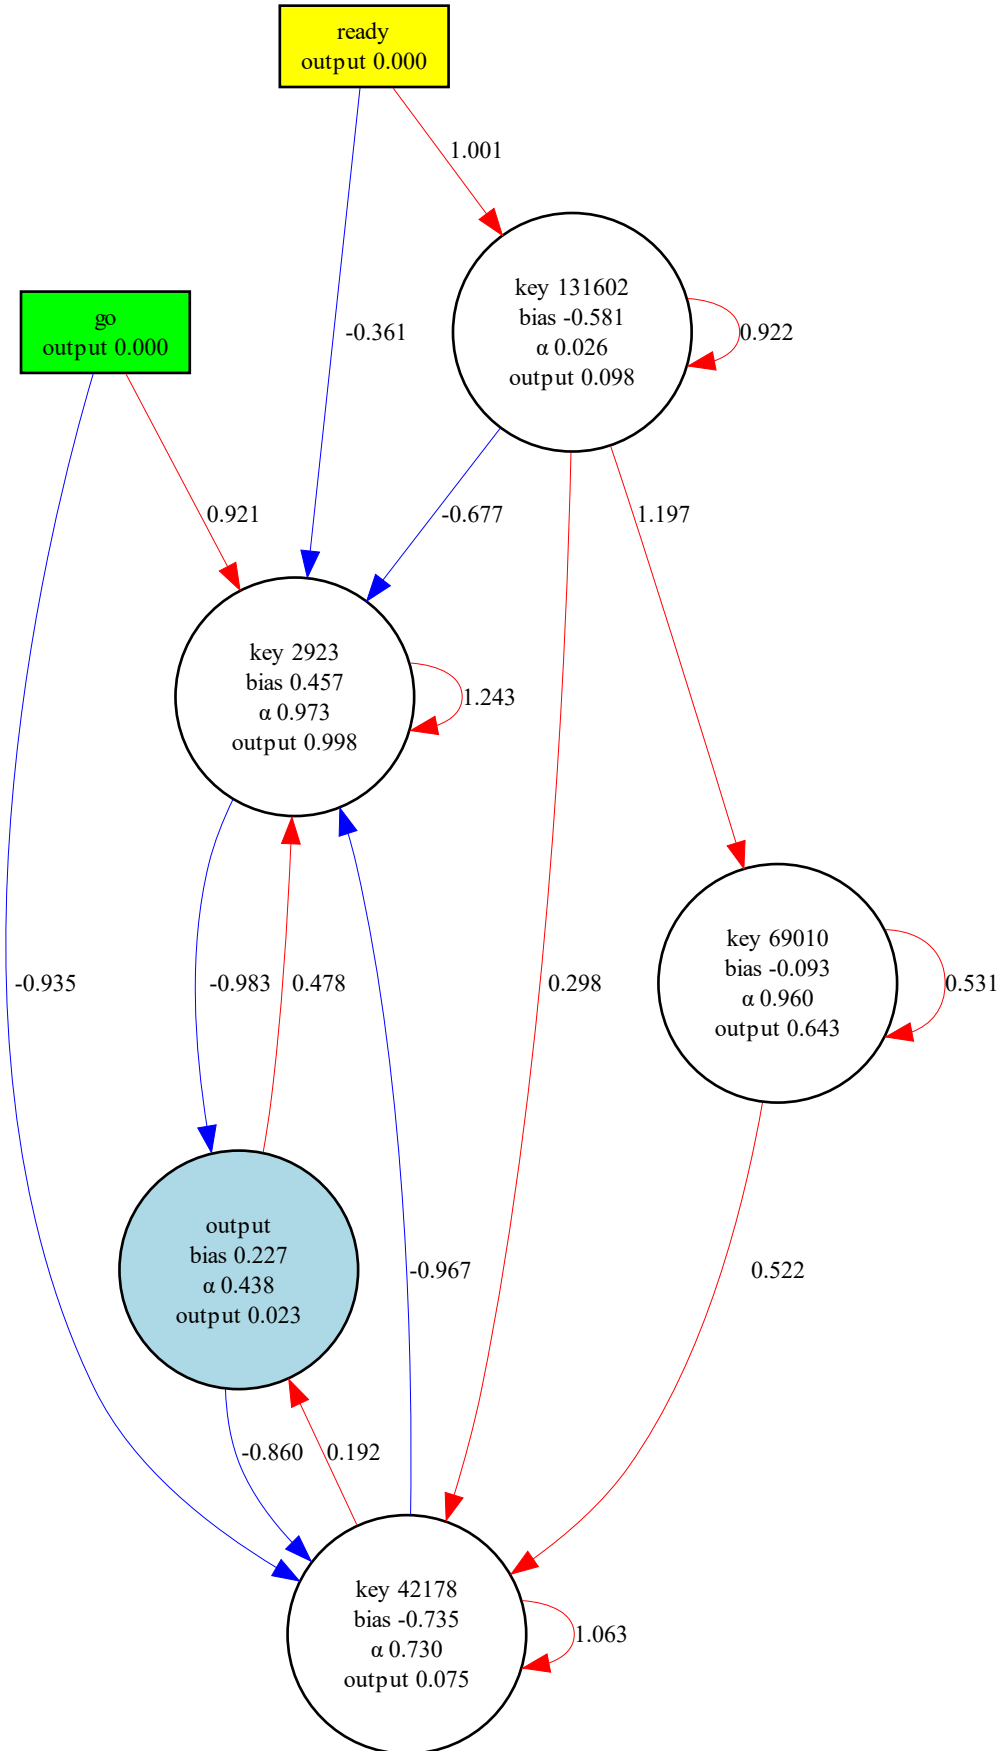 ready
output 0.000
1.001
key 131602
bias -0.581
α 0.026
output 0.098
0.922
go
output 0.000
-0.361
0.921
-0.677
1.197
key 2923
bias 0.457
α 0.973
output 0.998
1.243
key 69010
bias -0.093
α 0.960
output 0.643
0.531
-0.935
-0.983
0.478
0.298
output
bias 0.227
α 0.438
output 0.023
-0.967
0.522
-0.860
0.192
key 42178
bias -0.735
α 0.730
output 0.075
1.063